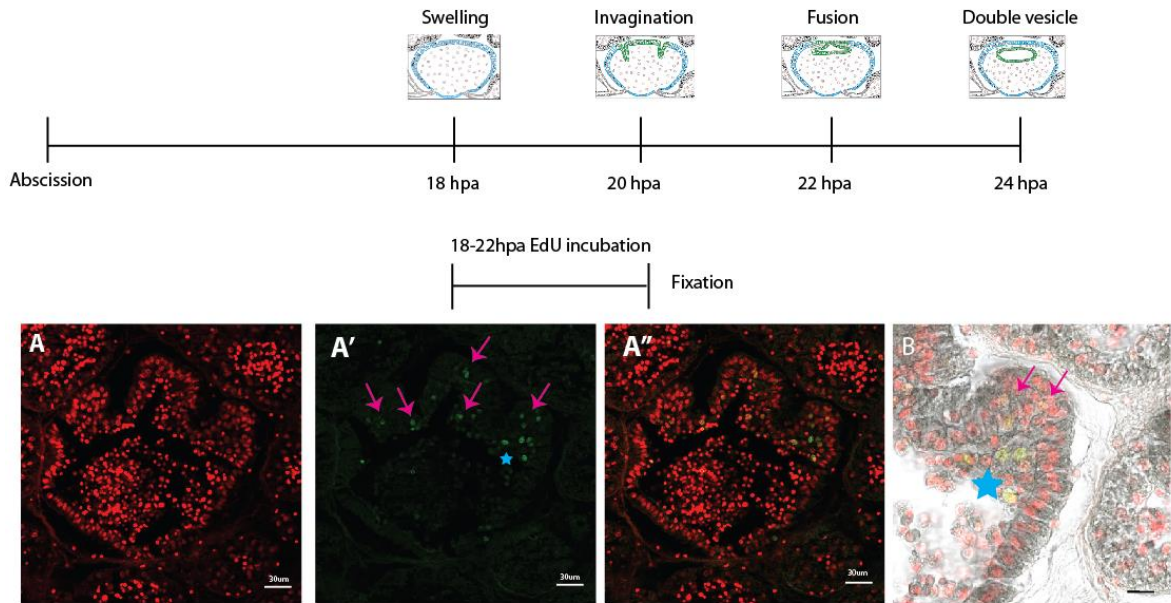 Swelling Invagination Fusion Double vesicle
Abscission 18 hpa 20 hpa 22 hpa 24 hpa
18-22hpa EdU incubation
Fixation
A A' A'' B
30um 30um 30um